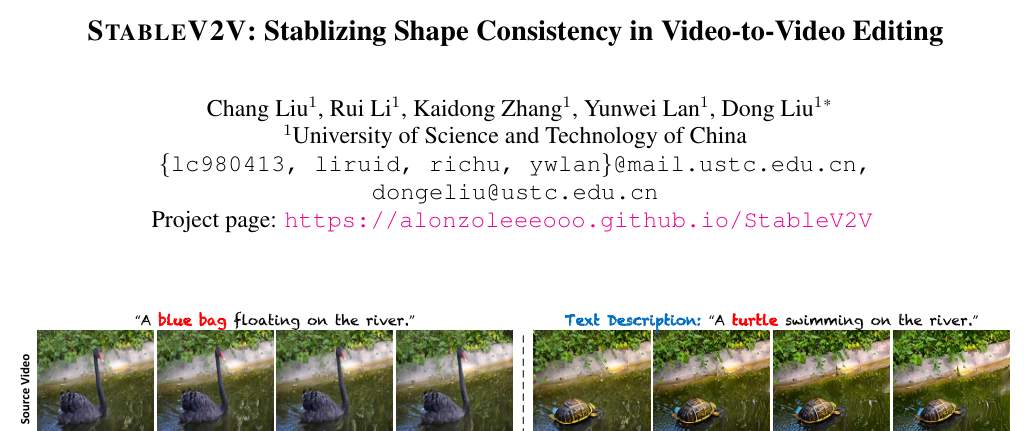 STABLEV2V: Stablizing Shape Consistency in Video-to-Video Editing
Chang Liu1, Rui Li1, Kaidong Zhang1, Yunwei Lan1, Dong Liu1*
1University of Science and Technology of China
{lc980413, liruid, richu, ywlan}@mail.ustc.edu.cn,
dongeliu@ustc.edu.cn
Project page: https://alonzoleeeooo.github.io/StableV2V
“A blue bag floating on the river.”
Text Description: “A turtle swimming on the river.”
Source Video